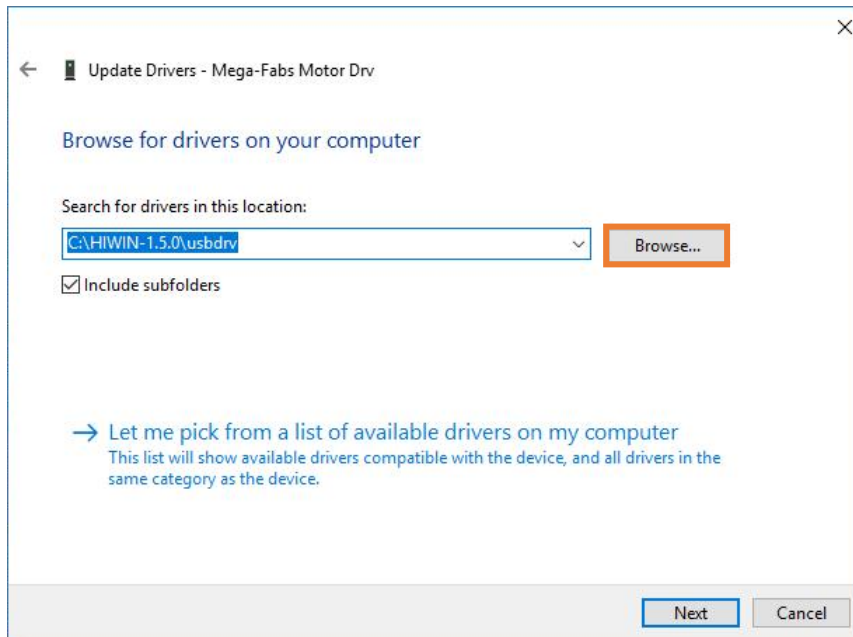 Update Drivers - Mega-Fabs Motor Drv
Browse for drivers on your computer
Search for drivers in this location:
C:\HIWIN-1.5.0\usbdrv
Browse...
Include subfolders
Let me pick from a list of available drivers on my computer
This list will show available drivers compatible with the device, and all drivers in the
same category as the device.
Next
Cancel